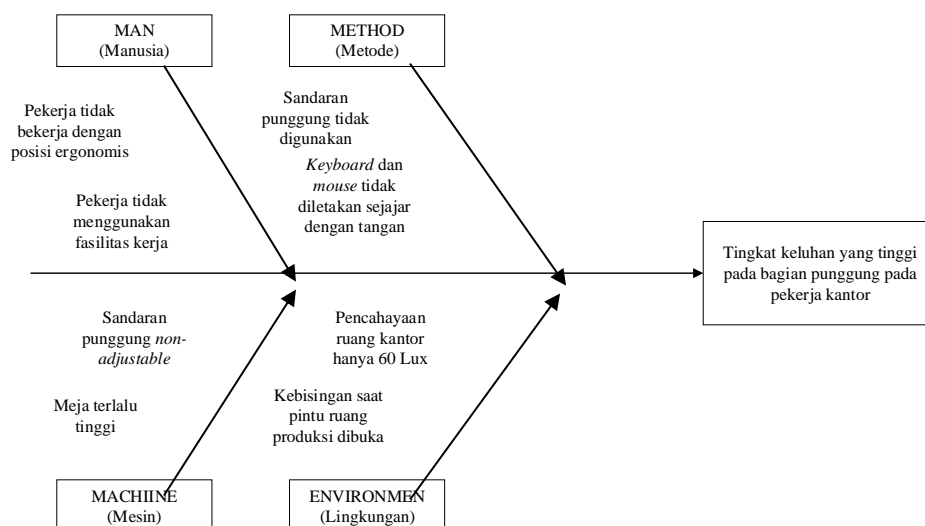 MAN
(Manusia)
METHOD
(Metode)
Pekerja tidak
bekerja dengan
posisi ergonomis
Sandaran
punggung tidak
digunakan
Keyboard dan
mouse tidak
diletakan sejajar
dengan tangan
Pekerja tidak
menggunakan
fasilitas kerja
Tingkat keluhan yang tinggi
pada bagian punggung pada
pekerja kantor
Sandaran
punggung non-
adjustable
Pencahayaan
ruang kantor
hanya 60 Lux
Meja terlalu
tinggi
Kebisingan saat
pintu ruang
produksi dibuka
MACHIINE
(Mesin)
ENVIRONMEN
(Lingkungan)